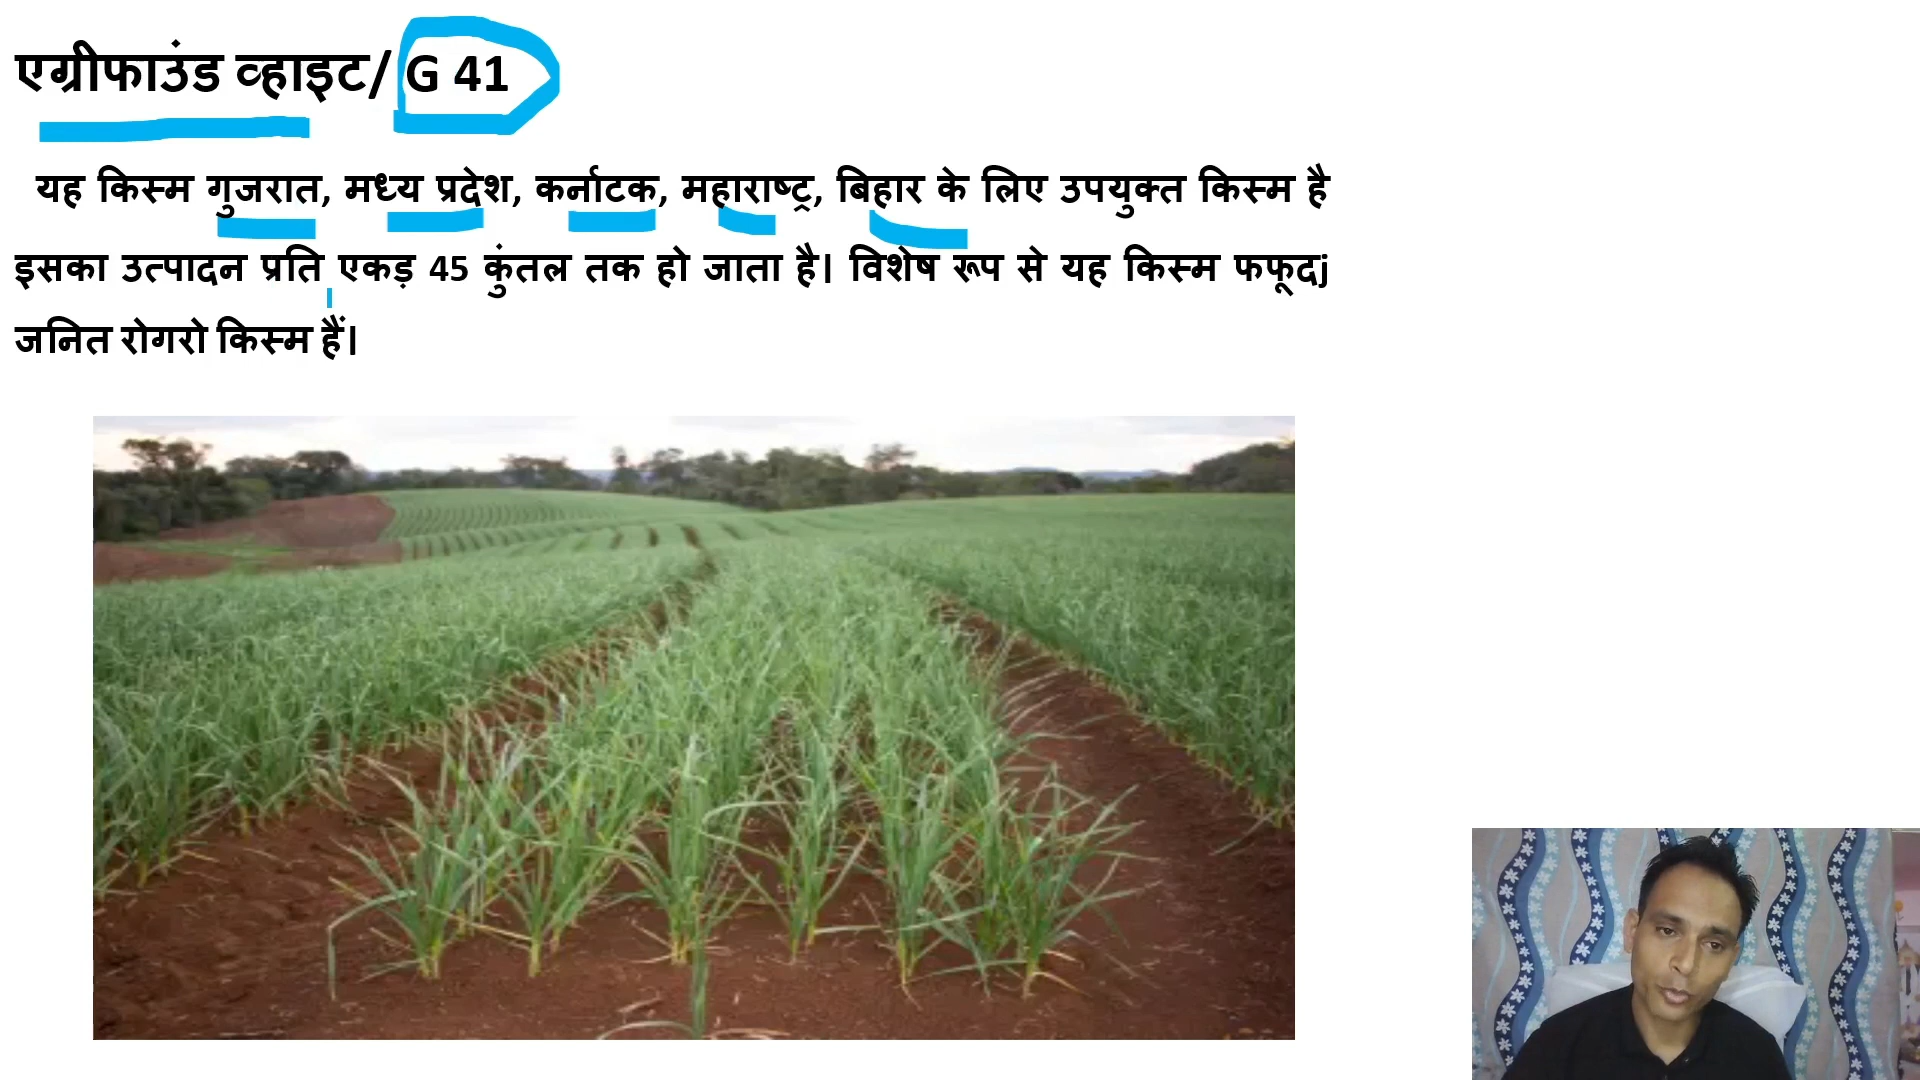 एग्रीफाउंड व्हाइट/ G 41
यह किस्म गुजरात, मध्य प्रदेश, कर्नाटक, महाराष्ट्र, बिहार के लिए उपयुक्त किस्म है
इसका उत्पादन प्रति एकड़ 45 कुंतल तक हो जाता है। विशेष रूप से यह किस्म फफूदj
जनित रोगरो किस्म हैं।